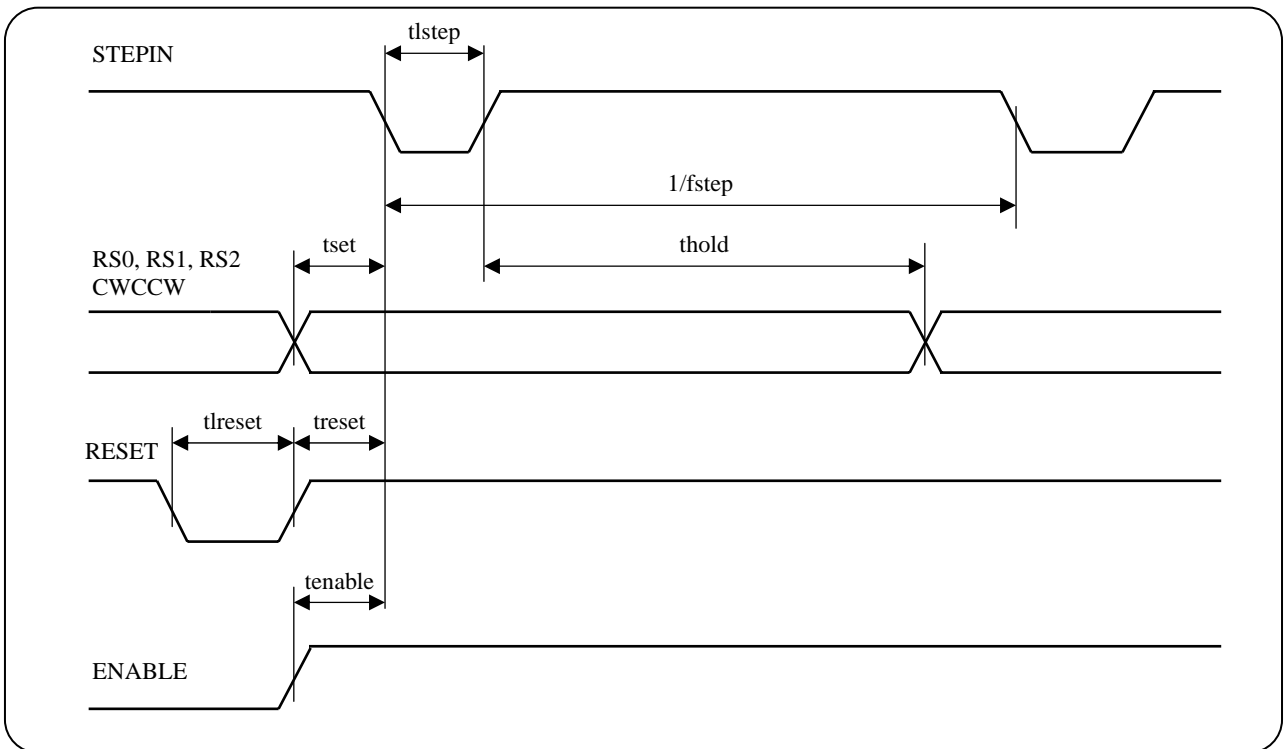 tlstep
STEPIN
1/fstep
tset
thold
RS0, RS1, RS2
CWCCW
tlreset
treset
RESET
tenable
ENABLE